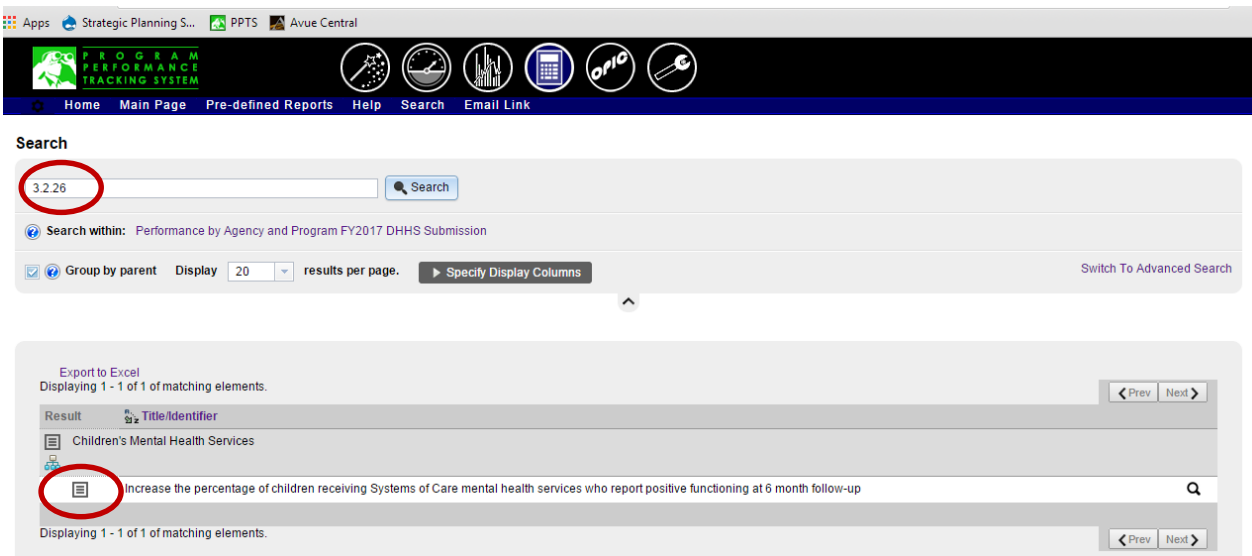 Apps Strategic Planning S... PPTS Avue Central
PROGRAM
PERFORMANCE
TRACKING SYSTEM
OPIC
Home Main Page Pre-defined Reports Help Search Email Link
Search
3.2.26 Search
Search within: Performance by Agency and Program FY2017 DHHS Submission
Group by parent Display 20 results per page. Specify Display Columns Switch To Advanced Search
Export to Excel
Displaying 1 - 1 of 1 of matching elements. Prev Next
Result Title/Identifier
Children's Mental Health Services
Increase the percentage of children receiving Systems of Care mental health services who report positive functioning at 6 month follow-up
Displaying 1 - 1 of 1 of matching elements. Prev Next